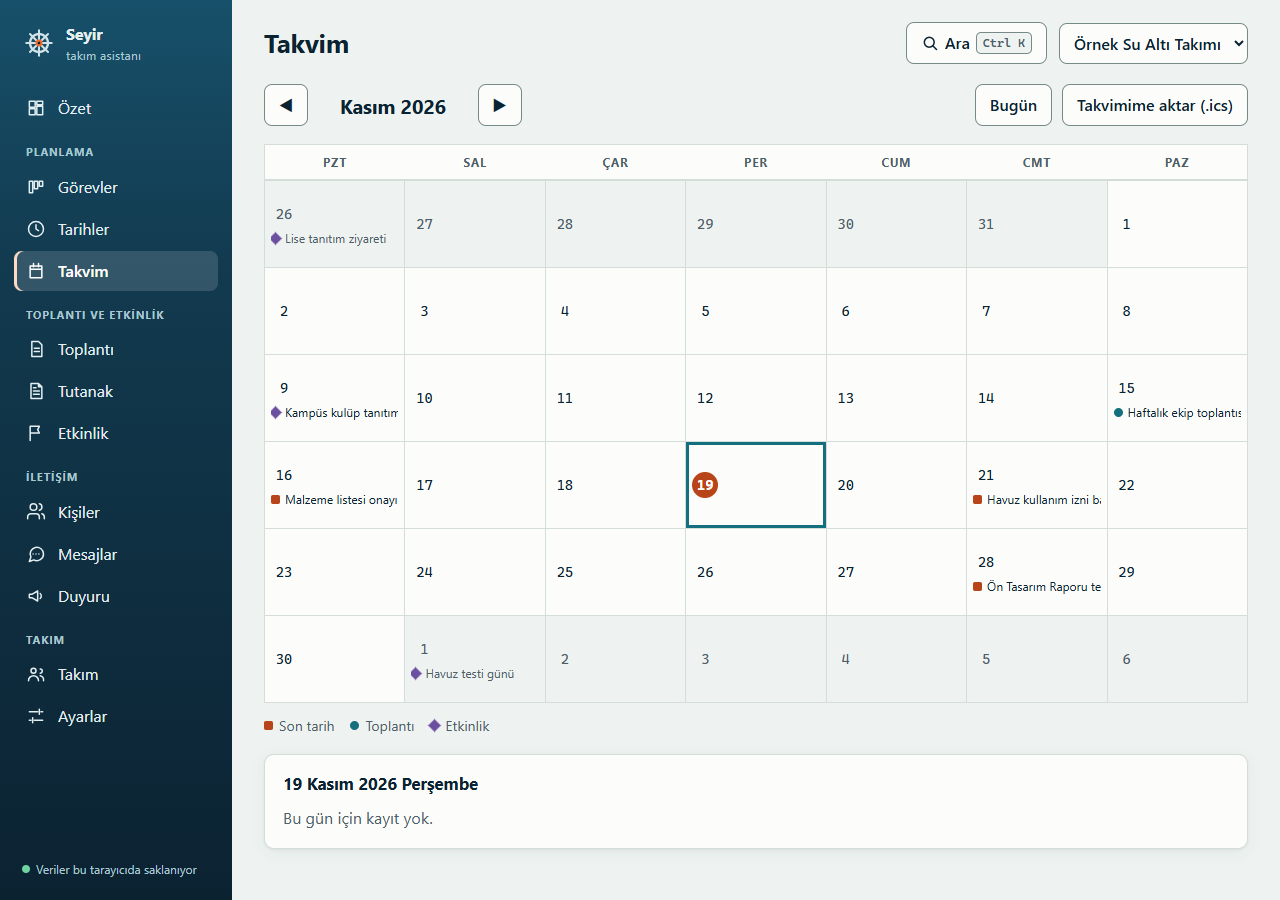 Seyir
takım asistanı
Özet
PLANLAMA
Görevler
Tarihler
Takvim
TOPLANTI VE ETKİNLİK
Toplantı
Tutanak
Etkinlik
İLETİŞİM
Kişiler
Mesajlar
Duyuru
TAKIM
Takım
Ayarlar
Veriler bu tarayıcıda saklanıyor
Takvim
Ara Ctrl K
Örnek Su Altı Takımı
◀ Kasım 2026 ▶
Bugün
Takvimime aktar (.ics)
PZT SAL ÇAR PER CUM CMT PAZ
26 27 28 29 30 31 1
Lise tanıtım ziyareti
2 3 4 5 6 7 8
9 10 11 12 13 14 15
Kampüs kulüp tanıtım Haftalık ekip toplantıs
16 17 18 19 20 21 22
Malzeme listesi onayı Havuz kullanım izni ba
23 24 25 26 27 28 29
Ön Tasarım Raporu te
30 1 2 3 4 5 6
Havuz testi günü
Son tarih Toplantı Etkinlik
19 Kasım 2026 Perşembe
Bu gün için kayıt yok.